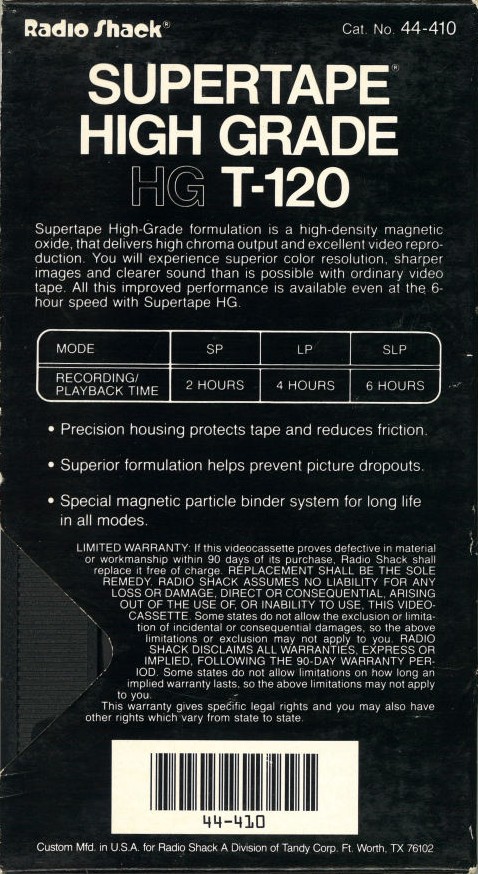 Radio Shack®
Cat. No. 44-410
SUPERTAPE®
HIGH GRADE
HG T-120
Supertape High-Grade formulation is a high-density magnetic
oxide, that delivers high chroma output and excellent video repro-
duction. You will experience superior color resolution, sharper
images and clearer sound than is possible with ordinary video
tape. All this improved performance is available even at the 6-
hour speed with Supertape HG.
MODE SP LP SLP
RECORDING/
PLAYBACK TIME 2 HOURS 4 HOURS 6 HOURS
• Precision housing protects tape and reduces friction.
• Superior formulation helps prevent picture dropouts.
• Special magnetic particle binder system for long life
in all modes.
LIMITED WARRANTY: If this videocassette proves defective in material
or workmanship within 90 days of its purchase, Radio Shack shall
replace it free of charge. REPLACEMENT SHALL BE THE SOLE
REMEDY. RADIO SHACK ASSUMES NO LIABILITY FOR ANY
LOSS OR DAMAGE, DIRECT OR CONSEQUENTIAL, ARISING
OUT OF THE USE OF, OR INABILITY TO USE, THIS VIDEO-
CASSETTE. Some states do not allow the exclusion or limita-
tion of incidental or consequential damages, so the above
limitations or exclusion may not apply to you. RADIO
SHACK DISCLAIMS ALL WARRANTIES, EXPRESS OR
IMPLIED, FOLLOWING THE 90-DAY WARRANTY PER-
IOD. Some states do not allow limitations on how long an
implied warranty lasts, so the above limitations may not apply
to you.
This warranty gives specific legal rights and you may also have
other rights which vary from state to state.
44-410
Custom Mfd. in U.S.A. for Radio Shack A Division of Tandy Corp. Ft. Worth, TX 76102